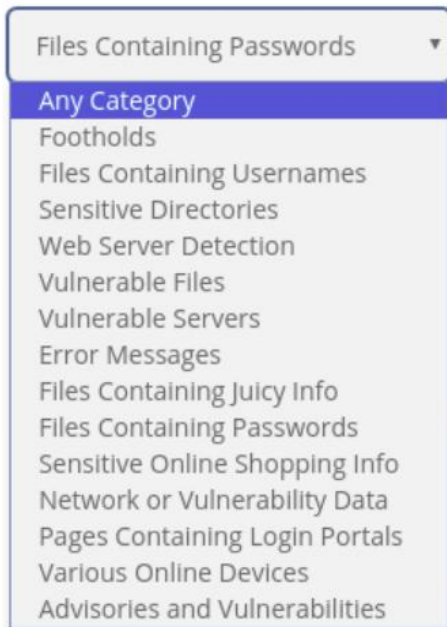 Files Containing Passwords
Any Category
Footholds
Files Containing Usernames
Sensitive Directories
Web Server Detection
Vulnerable Files
Vulnerable Servers
Error Messages
Files Containing Juicy Info
Files Containing Passwords
Sensitive Online Shopping Info
Network or Vulnerability Data
Pages Containing Login Portals
Various Online Devices
Advisories and Vulnerabilities